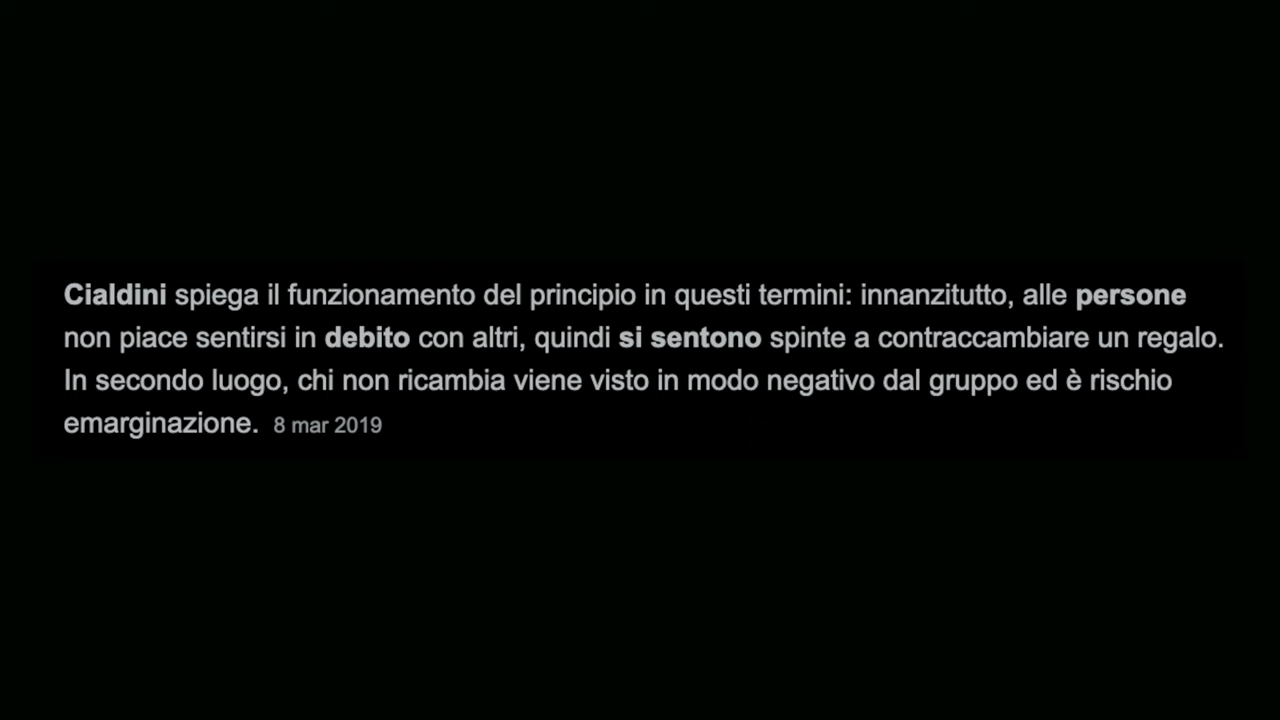 Cialdini spiega il funzionamento del principio in questi termini: innanzitutto, alle persone
non piace sentirsi in debito con altri, quindi si sentono spinte a contraccambiare un regalo.
In secondo luogo, chi non ricambia viene visto in modo negativo dal gruppo ed è rischio
emarginazione. 8 mar 2019